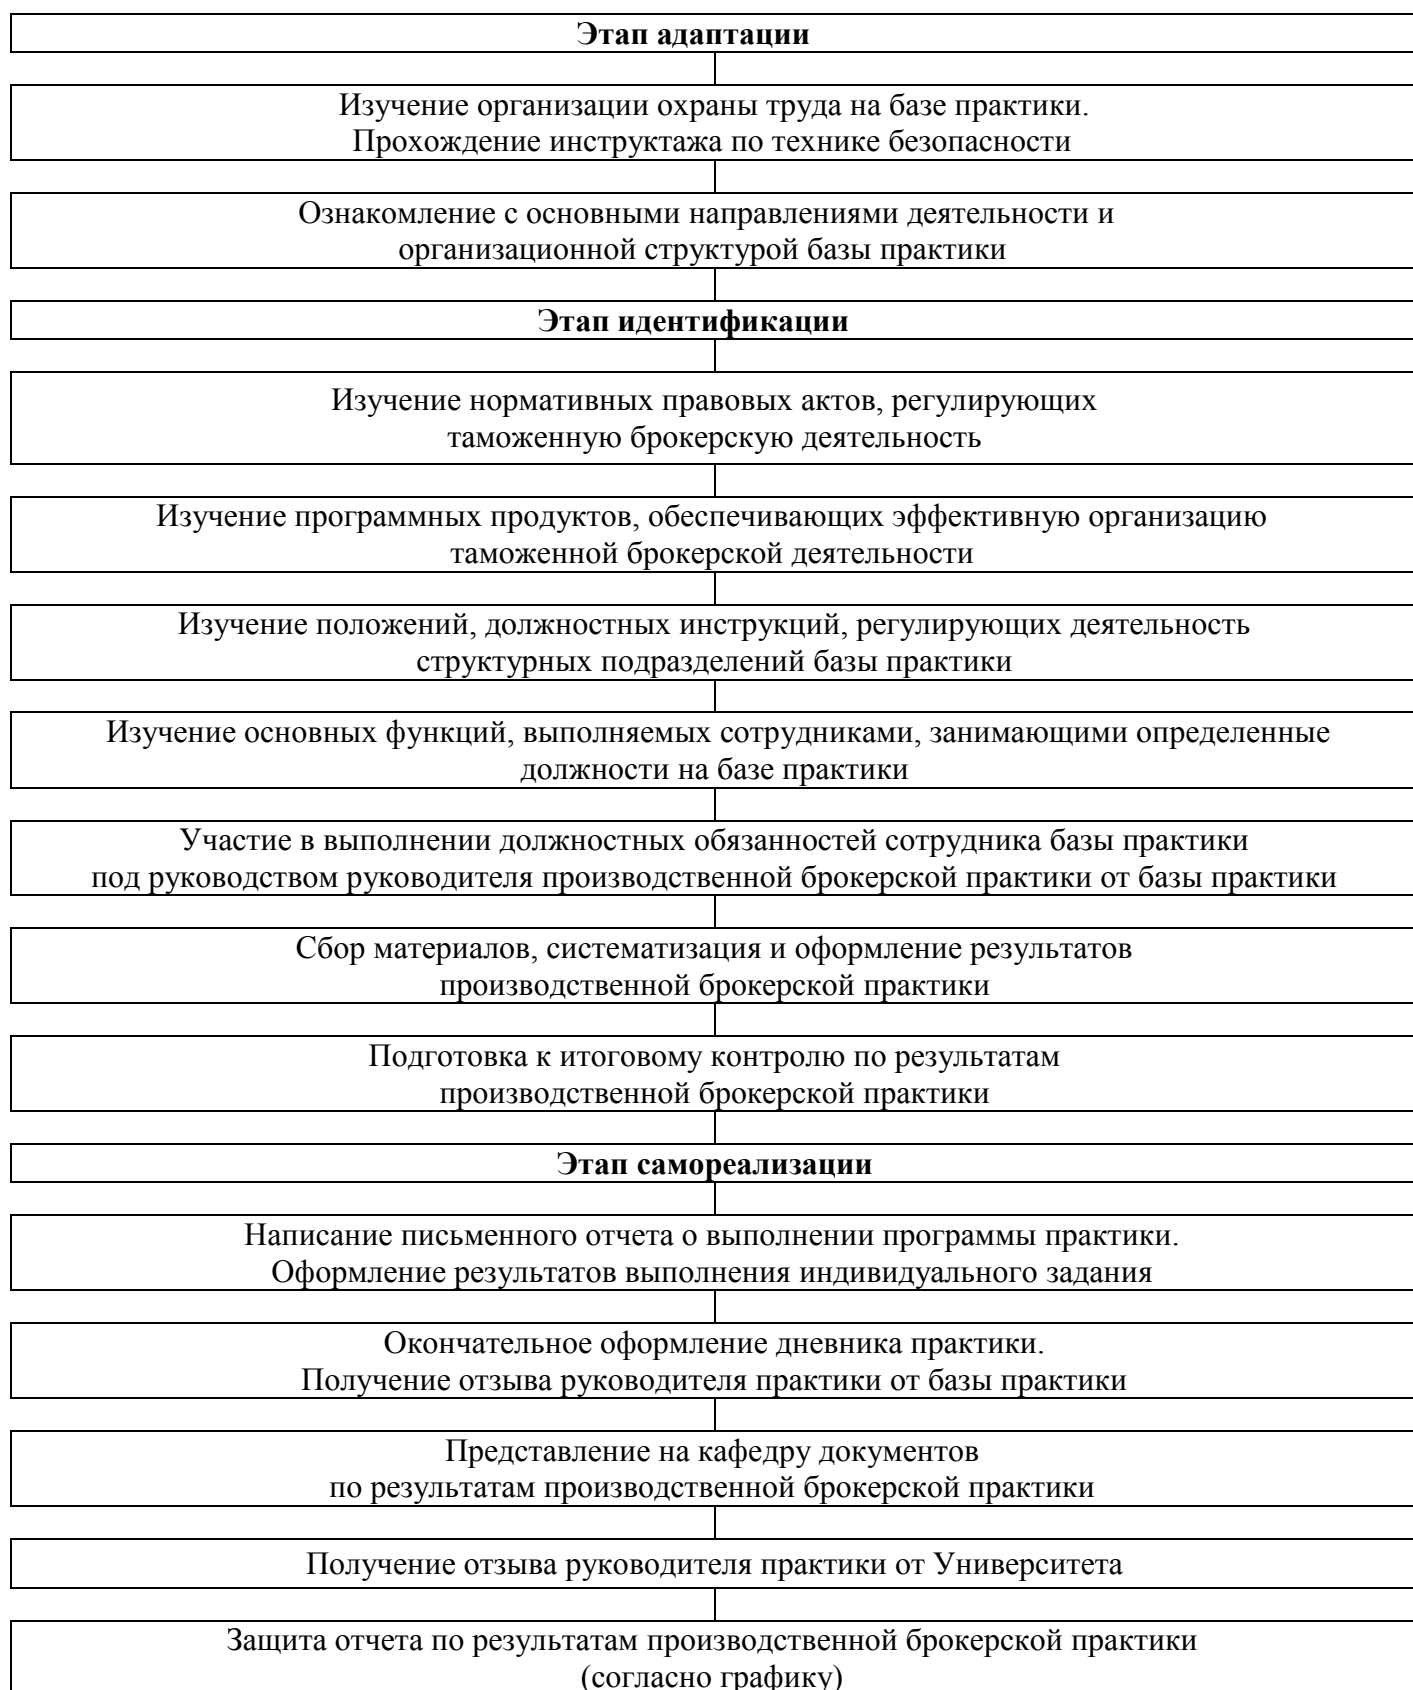 Этап адаптации
Изучение организации охраны труда на базе практики.
Прохождение инструктажа по технике безопасности
Ознакомление с основными направлениями деятельности и
организационной структурой базы практики
Этап идентификации
Изучение нормативных правовых актов, регулирующих
таможенную брокерскую деятельность
Изучение программных продуктов, обеспечивающих эффективную организацию
таможенной брокерской деятельности
Изучение положений, должностных инструкций, регулирующих деятельность
структурных подразделений базы практики
Изучение основных функций, выполняемых сотрудниками, занимающими определенные
должности на базе практики
Участие в выполнении должностных обязанностей сотрудника базы практики
под руководством руководителя производственной брокерской практики от базы практики
Сбор материалов, систематизация и оформление результатов
производственной брокерской практики
Подготовка к итоговому контролю по результатам
производственной брокерской практики
Этап самореализации
Написание письменного отчета о выполнении программы практики.
Оформление результатов выполнения индивидуального задания
Окончательное оформление дневника практики.
Получение отзыва руководителя практики от базы практики
Представление на кафедру документов
по результатам производственной брокерской практики
Получение отзыва руководителя практики от Университета
Защита отчета по результатам производственной брокерской практики
(согласно графику)